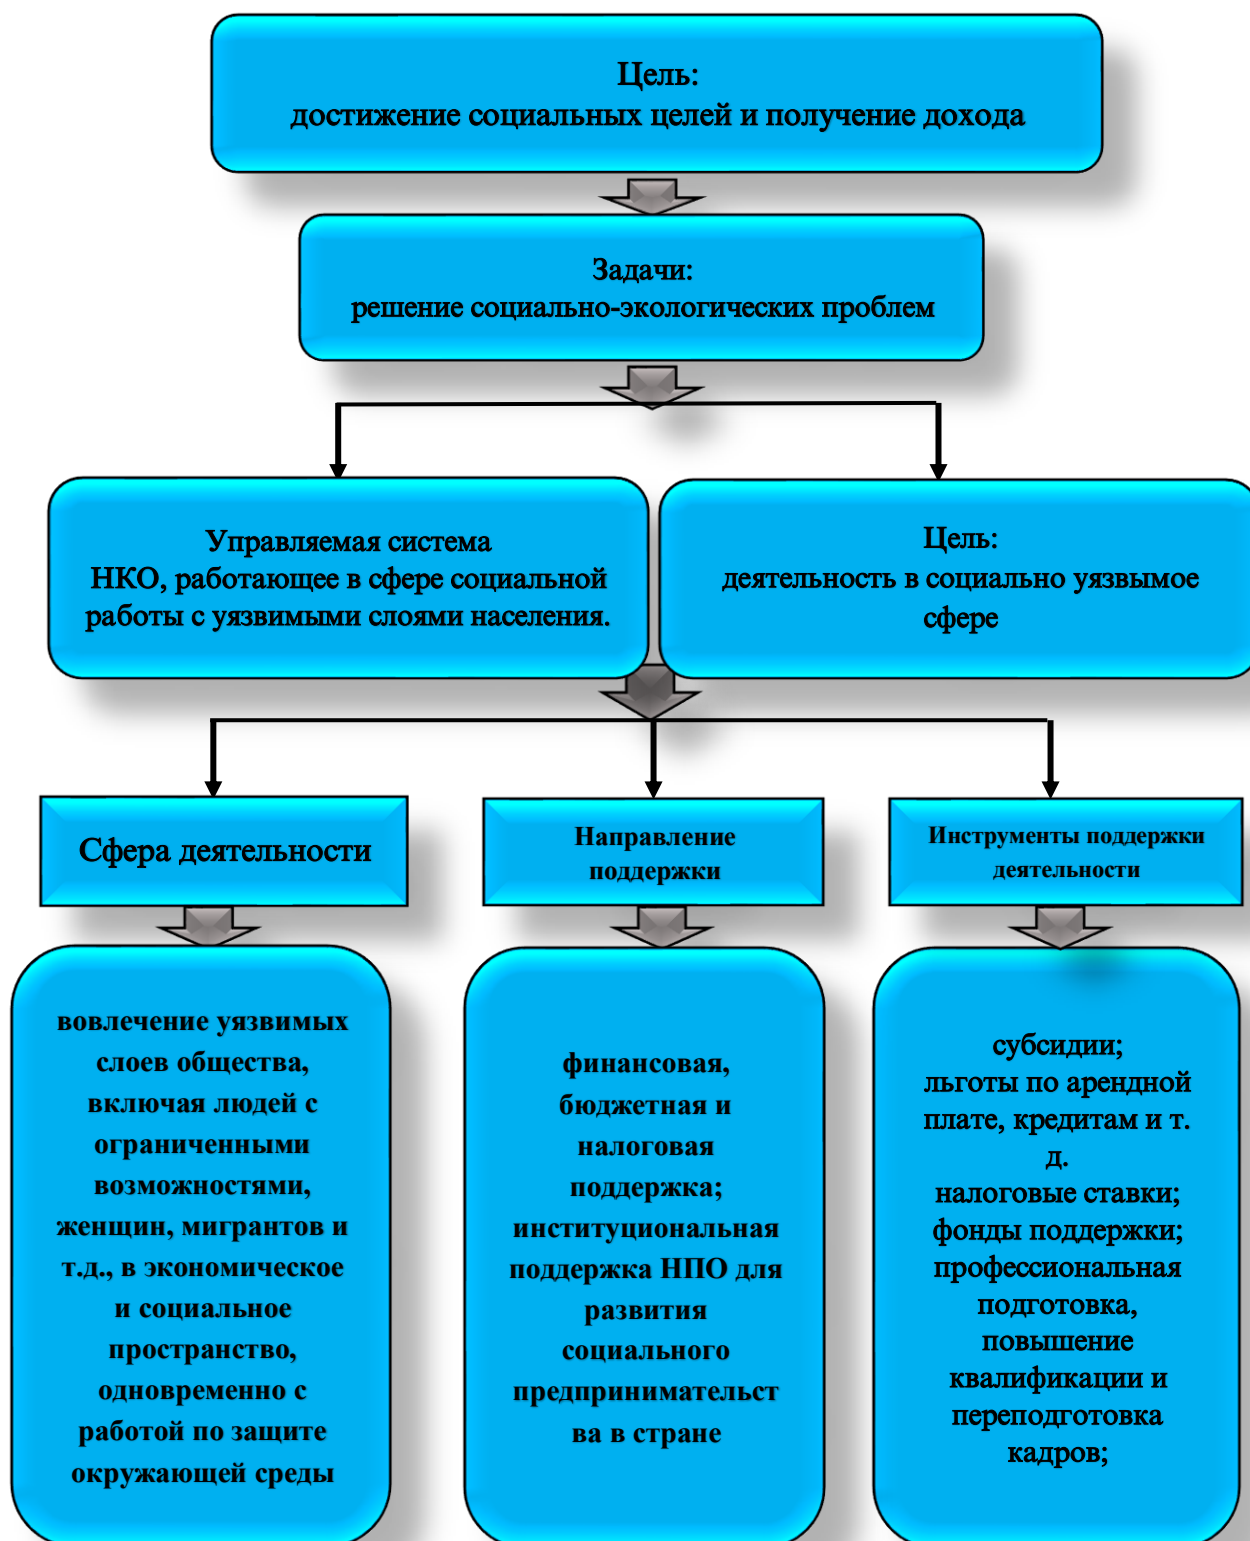 Цель:
достижение социальных целей и получение дохода
Задачи:
решение социально-экологических проблем
Управляемая система
НКО, работающее в сфере социальной
работы с уязвимыми слоями населения.
Цель:
деятельность в социально уязвымое
сфере
Сфера деятельности
Направление
поддержки
Инструменты поддержки
деятельности
вовлечение уязвимых
слоев общества,
включая людей с
ограниченными
возможностями,
женщин, мигрантов и
т.д., в экономическое
и социальное
пространство,
одновременно с
работой по защите
окружающей среды
финансовая,
бюджетная и
налоговая
поддержка;
институциональная
поддержка НПО для
развития
социального
предпринимательст
ва в стране
субсидии;
льготы по арендной
плате, кредитам и т.
д.
налоговые ставки;
фонды поддержки;
профессиональная
подготовка,
повышение
квалификации и
переподготовка
кадров;